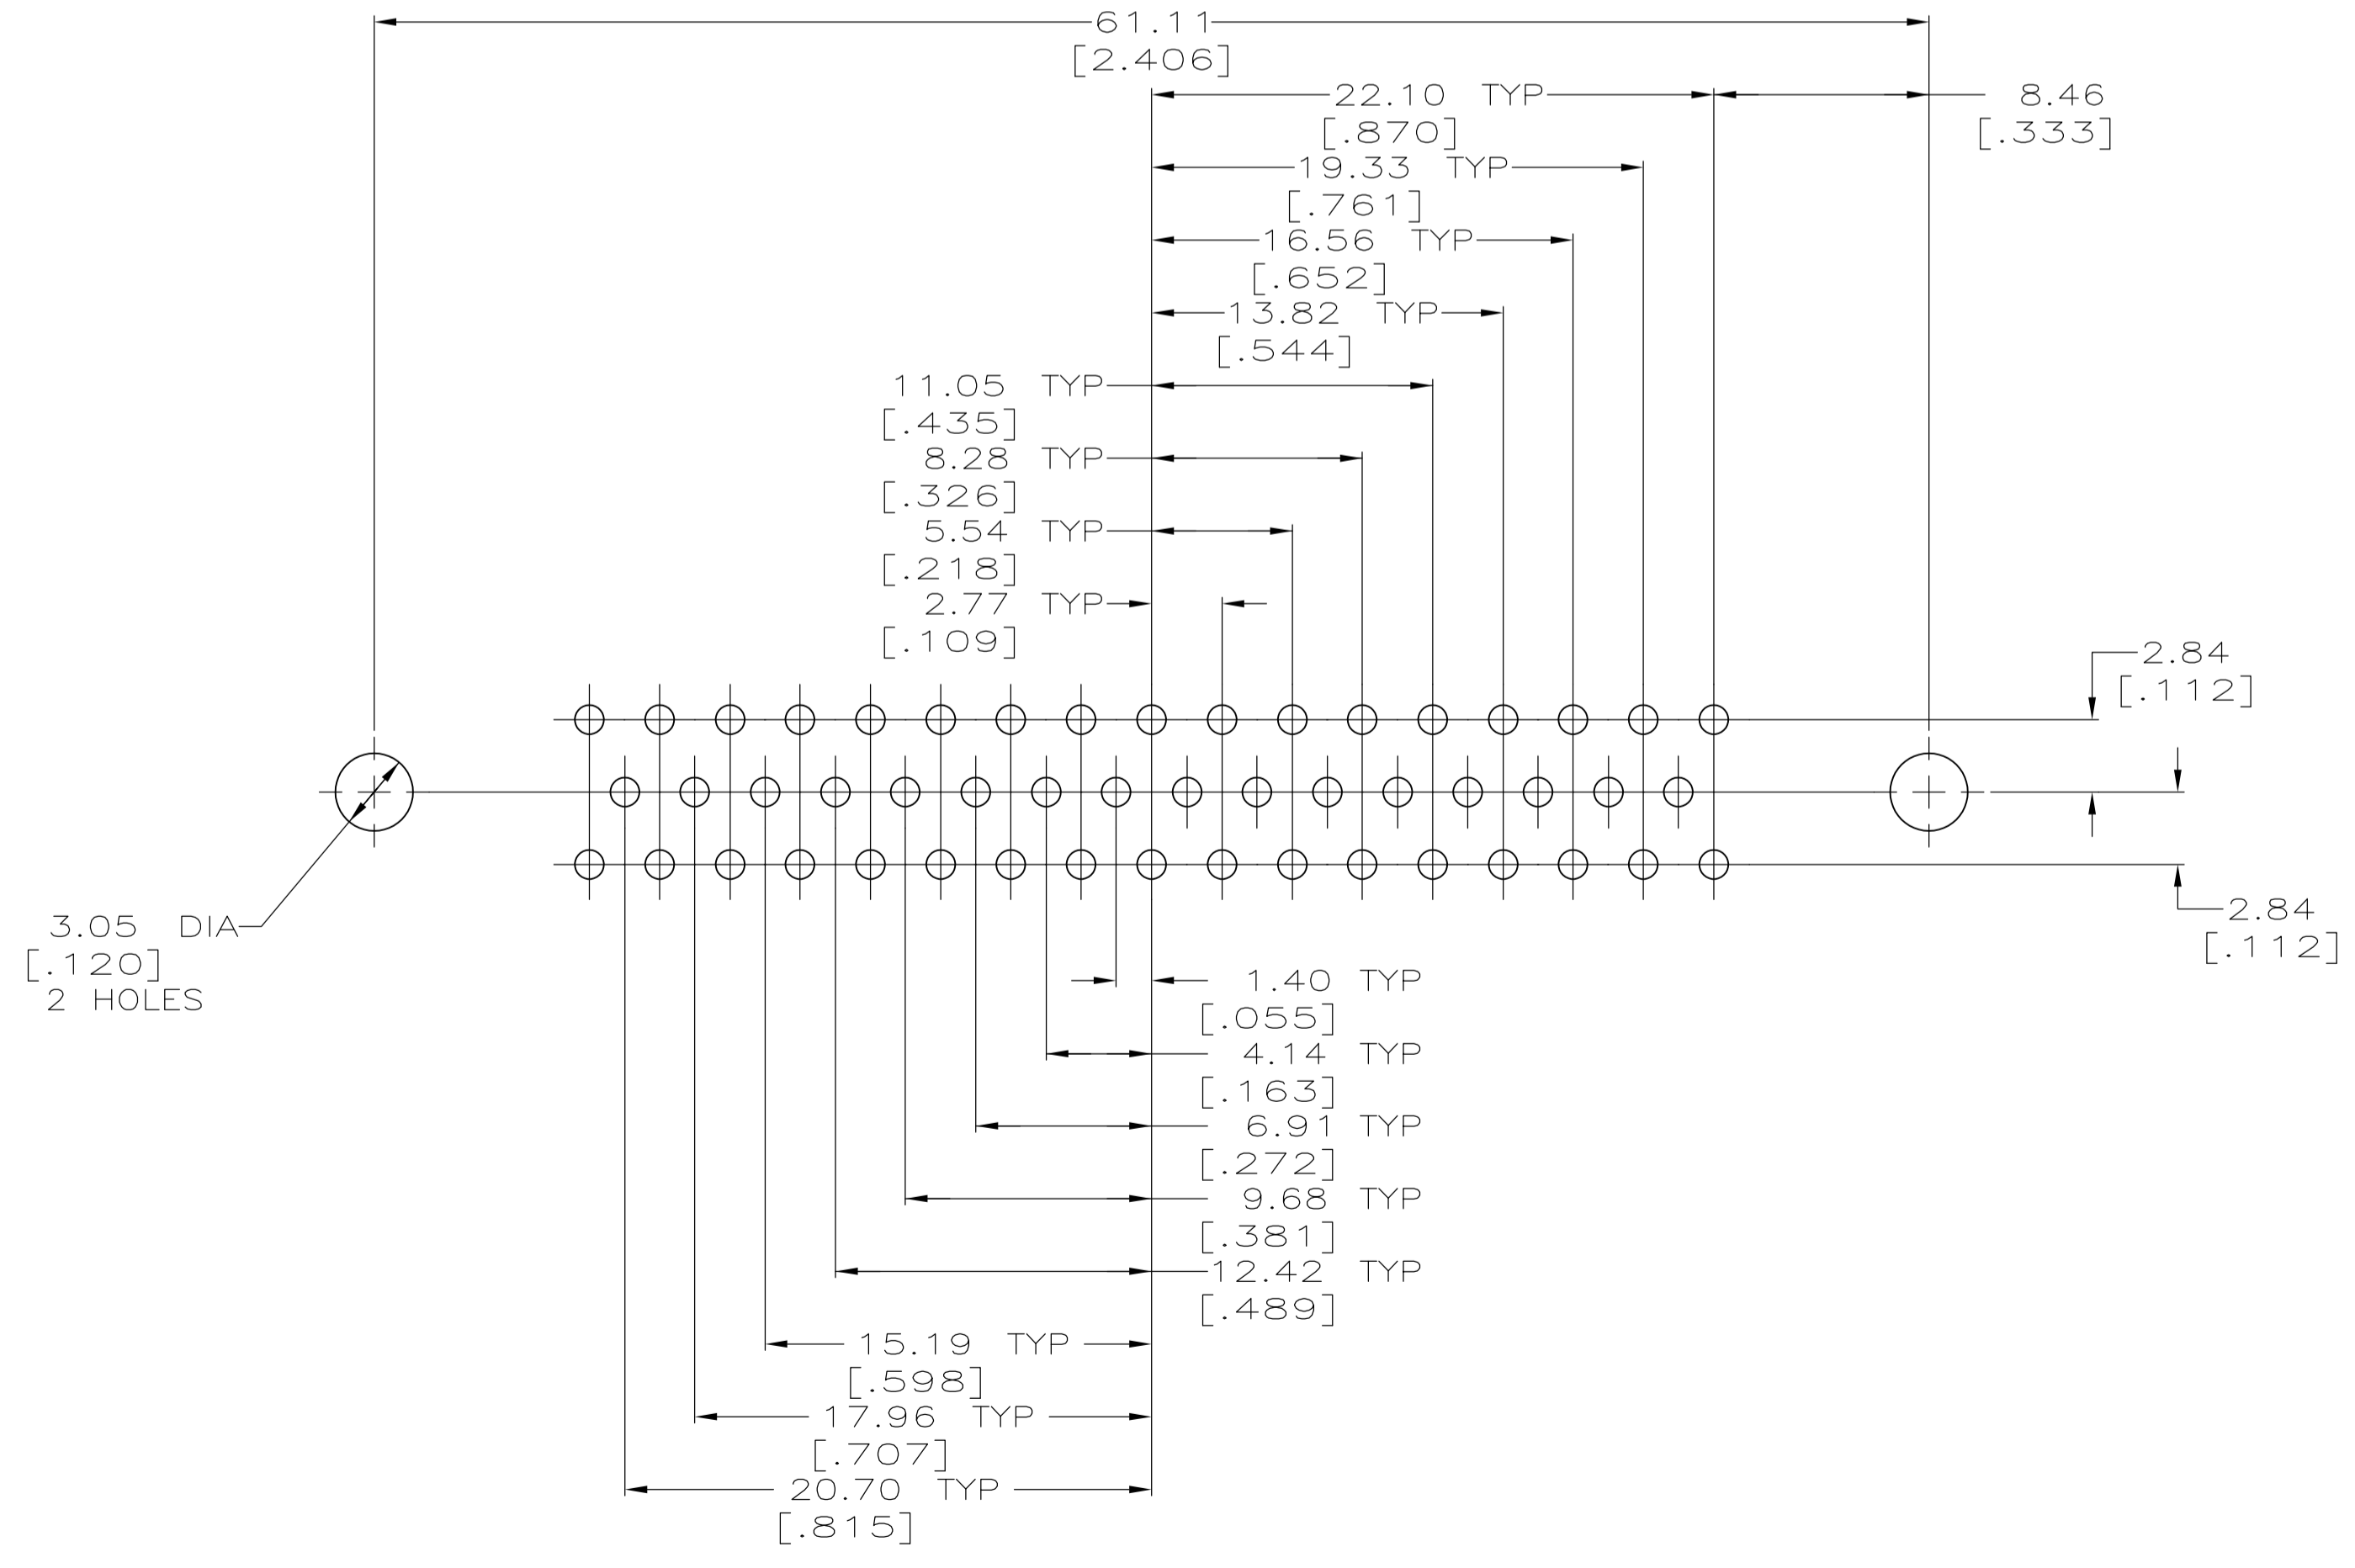 61.11
[2.406]
22.10 TYP
[.870]
8.46
[.333]
19.33 TYP
[.761]
16.56 TYP
[.652]
13.82 TYP
[.544]
11.05 TYP
[.435]
8.28 TYP
[.326]
5.54 TYP
[.218]
2.77 TYP
[.109]
2.84
[.112]
3.05 DIA
[.120]
2 HOLES
2.84
[.112]
1.40 TYP
[.055]
4.14 TYP
[.163]
6.91 TYP
[.272]
9.68 TYP
[.381]
12.42 TYP
[.489]
15.19 TYP
[.598]
17.96 TYP
[.707]
20.70 TYP
[.815]